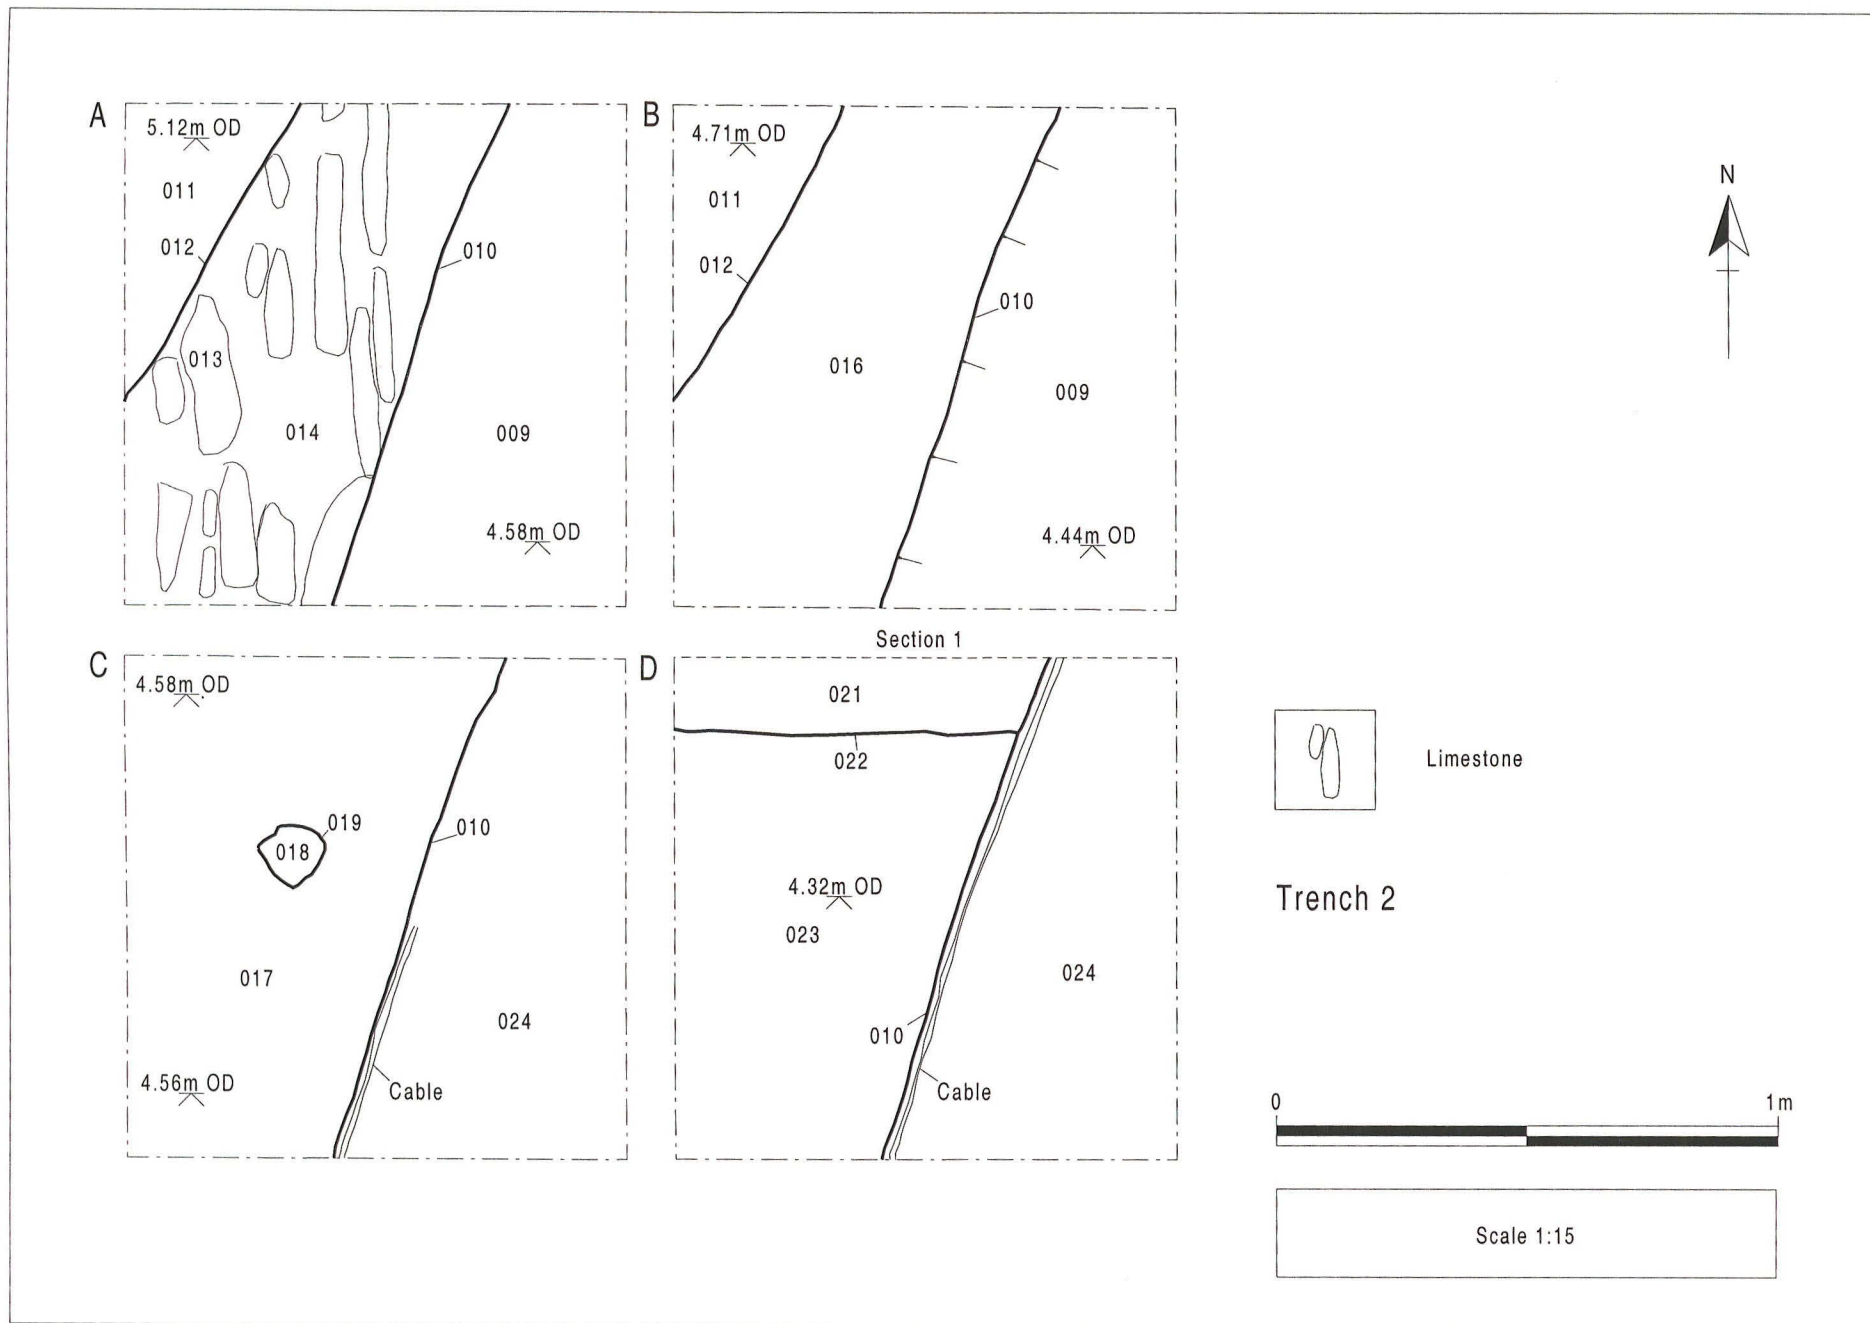 A
5.12m OD
011
012
010
013
014
009
4.58m OD
B
4.71m OD
011
012
010
016
009
4.44m OD
N
Section 1
C
4.58m OD
019
018
010
017
024
4.56m OD
Cable
D
021
022
4.32m OD
023
024
010
Cable
Limestone
Trench 2
0 1m
Scale 1:15